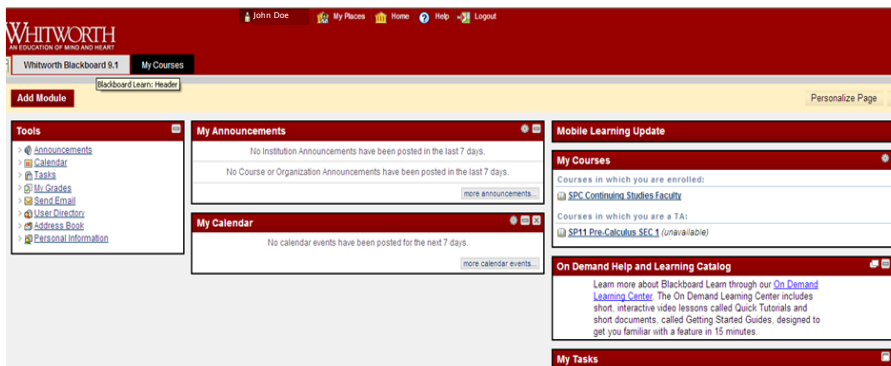 John Doe My Places Home Help Logout
WHITWORTH
AN EDUCATION OF MIND AND HEART
Whitworth Blackboard 9.1 My Courses
Blackboard Learn: Header
Add Module Personalize Page
Tools
Announcements
Calendar
Tasks
My Grades
Send Email
User Directory
Address Book
Personal Information
My Announcements
No Institution Announcements have been posted in the last 7 days.
No Course or Organization Announcements have been posted in the last 7 days.
more announcements...
My Calendar
No calendar events have been posted for the next 7 days.
more calendar events...
Mobile Learning Update
My Courses
Courses in which you are enrolled:
SPC Continuing Studies Faculty
Courses in which you are a TA:
SP11 Pre-Calculus SEC 1 (unavailable)
On Demand Help and Learning Catalog
Learn more about Blackboard Learn through our On Demand
Learning Center. The On Demand Learning Center includes
short, interactive video lessons called Quick Tutorials and
short documents, called Getting Started Guides, designed to
get you familiar with a feature in 15 minutes.
My Tasks